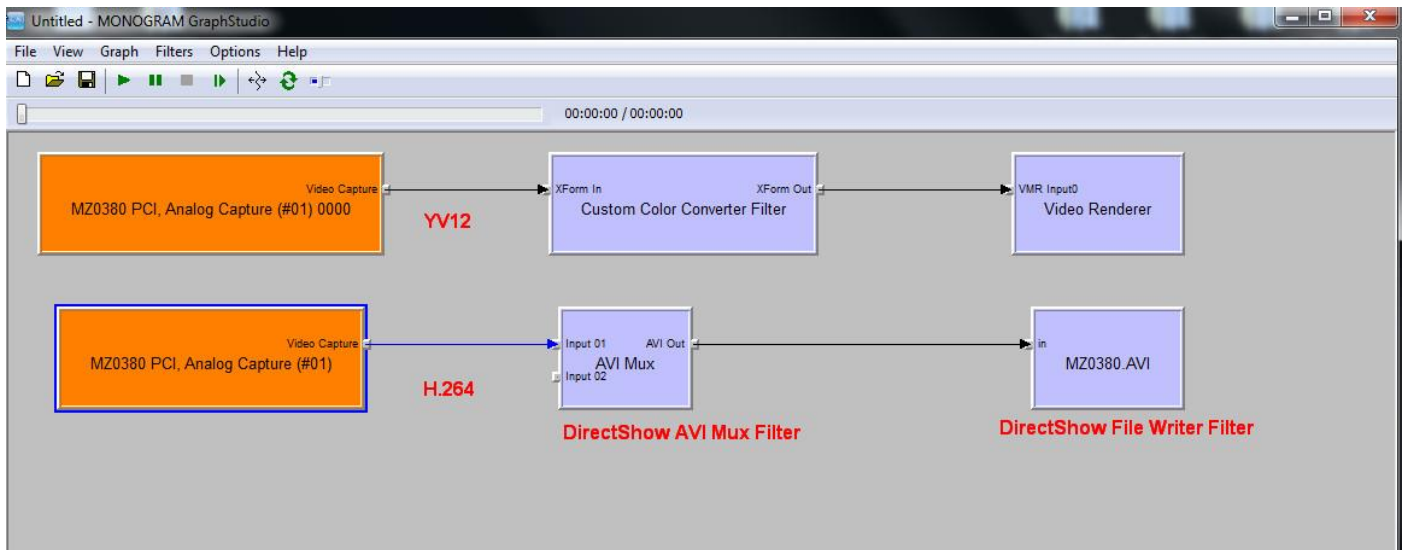 Untitled - MONOGRAM GraphStudio
File View Graph Filters Options Help
00:00:00 / 00:00:00
Video Capture
MZ0380 PCI, Analog Capture (#01) 0000
YV12
XForm In XForm Out
Custom Color Converter Filter
VMR Input0
Video Renderer
Video Capture
MZ0380 PCI, Analog Capture (#01)
H.264
Input 01 AVI Out
AVI Mux
Input 02
DirectShow AVI Mux Filter
in
MZ0380.AVI
DirectShow File Writer Filter